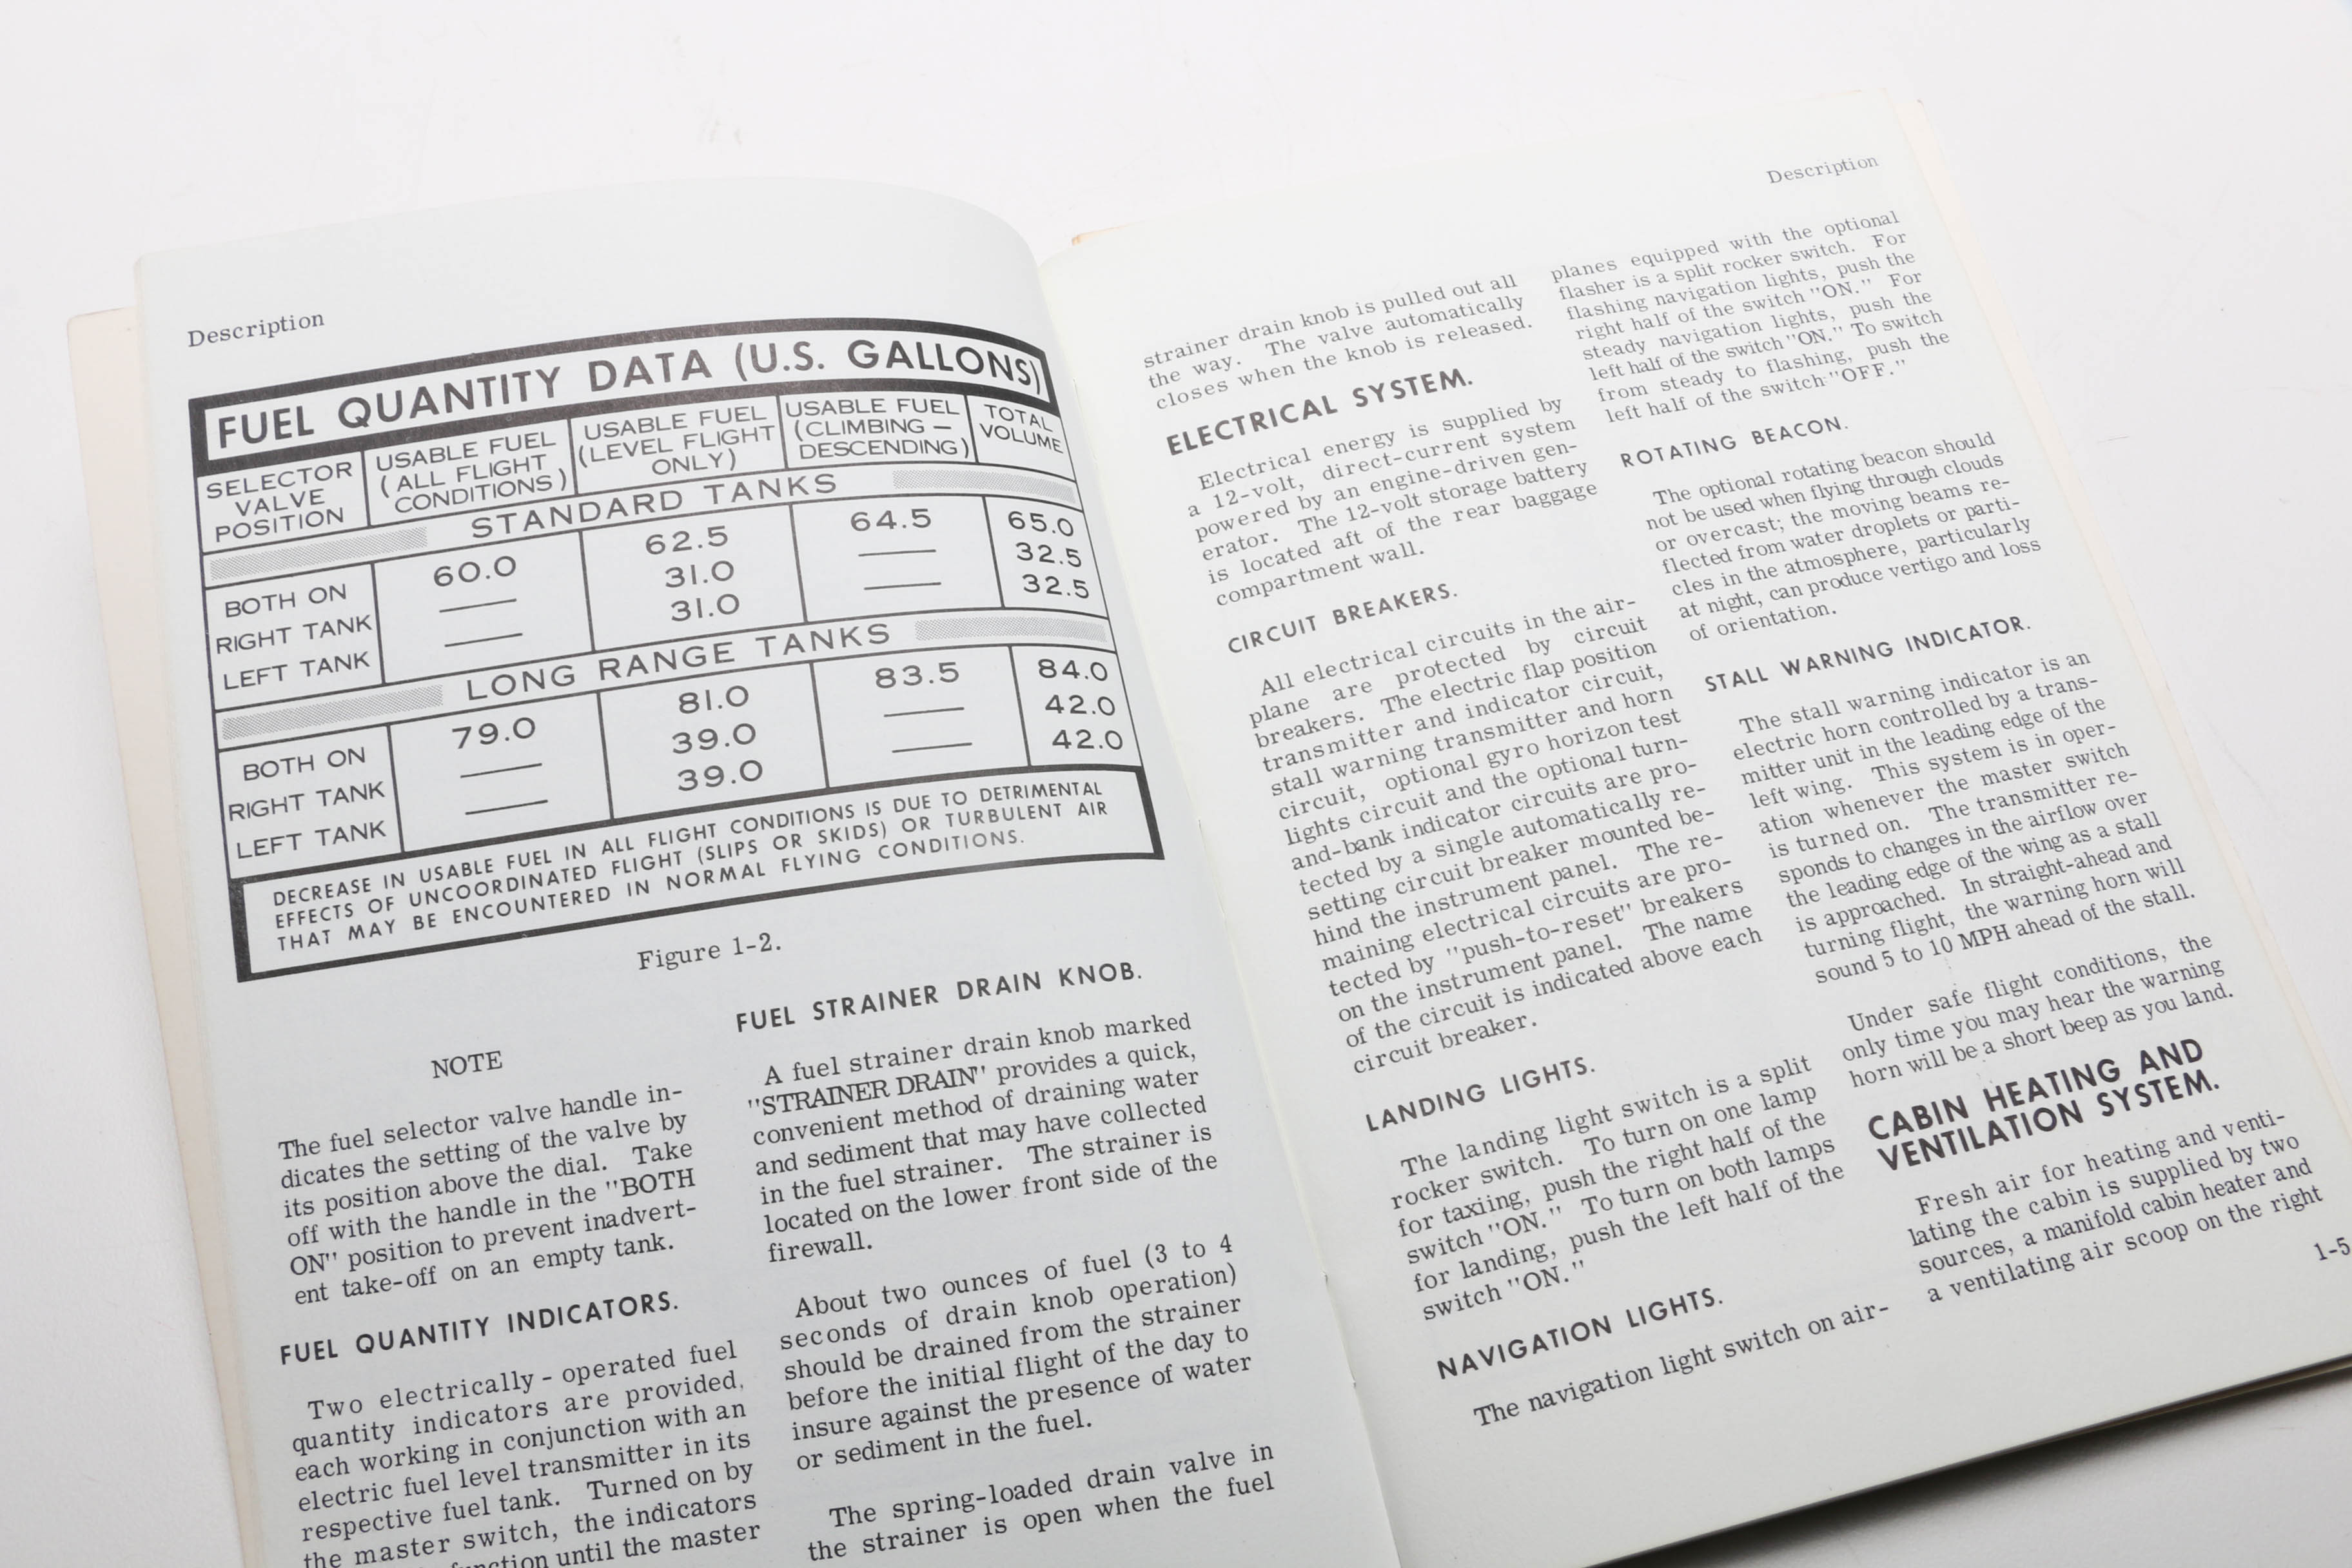 Description
FUEL QUANTITY DATA (U.S. GALLONS)
SELECTOR VALVE POSITION
USABLE FUEL (ALL FLIGHT CONDITIONS)
USABLE FUEL (LEVEL FLIGHT ONLY)
USABLE FUEL (CLIMBING — DESCENDING)
TOTAL VOLUME
STANDARD TANKS
BOTH ON 60.0 62.5 64.5 65.0
RIGHT TANK — 31.0 — 32.5
LEFT TANK — 31.0 — 32.5
LONG RANGE TANKS
BOTH ON 79.0 81.0 83.5 84.0
RIGHT TANK — 39.0 — 42.0
LEFT TANK — 39.0 — 42.0
DECREASE IN USABLE FUEL IN ALL FLIGHT CONDITIONS IS DUE TO DETRIMENTAL
EFFECTS OF UNCOORDINATED FLIGHT (SLIPS OR SKIDS) OR TURBULENT AIR
THAT MAY BE ENCOUNTERED IN NORMAL FLYING CONDITIONS.
Figure 1-2.
NOTE
The fuel selector valve handle in-
dicates the setting of the valve by
its position above the dial. Take
off with the handle in the "BOTH
ON" position to prevent inadvert-
ent take-off on an empty tank.
FUEL QUANTITY INDICATORS.
Two electrically - operated fuel
quantity indicators are provided,
each working in conjunction with an
electric fuel level transmitter in its
respective fuel tank. Turned on by
the master switch, the indicators
function until the master
FUEL STRAINER DRAIN KNOB.
A fuel strainer drain knob marked
"STRAINER DRAIN" provides a quick,
convenient method of draining water
and sediment that may have collected
in the fuel strainer. The strainer is
located on the lower front side of the
firewall.
About two ounces of fuel (3 to 4
seconds of drain knob operation)
should be drained from the strainer
before the initial flight of the day to
insure against the presence of water
or sediment in the fuel.
The spring-loaded drain valve in
the strainer is open when the fuel
Description
strainer drain knob is pulled out all
the way. The valve automatically
closes when the knob is released.
ELECTRICAL SYSTEM.
Electrical energy is supplied by
a 12-volt, direct-current system
powered by an engine-driven gen-
erator. The 12-volt storage battery
is located aft of the rear baggage
compartment wall.
CIRCUIT BREAKERS.
All electrical circuits in the air-
plane are protected by circuit
breakers. The electric flap position
transmitter and indicator circuit,
stall warning transmitter and horn
circuit, optional gyro horizon test
lights circuit and the optional turn-
and-bank indicator circuits are pro-
tected by a single automatically re-
setting circuit breaker mounted be-
hind the instrument panel. The re-
maining electrical circuits are pro-
tected by "push-to-reset" breakers
on the instrument panel. The name
of the circuit is indicated above each
circuit breaker.
LANDING LIGHTS.
The landing light switch is a split
rocker switch. To turn on one lamp
for taxiing, push the right half of the
switch "ON." To turn on both lamps
for landing, push the left half of the
switch "ON."
NAVIGATION LIGHTS.
The navigation light switch on air-
planes equipped with the optional
flasher is a split rocker switch. For
flashing navigation lights, push the
right half of the switch "ON." For
steady navigation lights, push the
left half of the switch "ON." To switch
from steady to flashing, push the
left half of the switch "OFF."
ROTATING BEACON.
The optional rotating beacon should
not be used when flying through clouds
or overcast; the moving beams re-
flected from water droplets or parti-
cles in the atmosphere, particularly
at night, can produce vertigo and loss
of orientation.
STALL WARNING INDICATOR.
The stall warning indicator is an
electric horn controlled by a trans-
mitter unit in the leading edge of the
left wing. This system is in oper-
ation whenever the master switch
is turned on. The transmitter re-
sponds to changes in the airflow over
the leading edge of the wing as a stall
is approached. In straight-ahead and
turning flight, the warning horn will
sound 5 to 10 MPH ahead of the stall.
Under safe flight conditions, the
only time you may hear the warning
horn will be a short beep as you land.
CABIN HEATING AND
VENTILATION SYSTEM.
Fresh air for heating and venti-
lating the cabin is supplied by two
sources, a manifold cabin heater and
a ventilating air scoop on the right
1-5